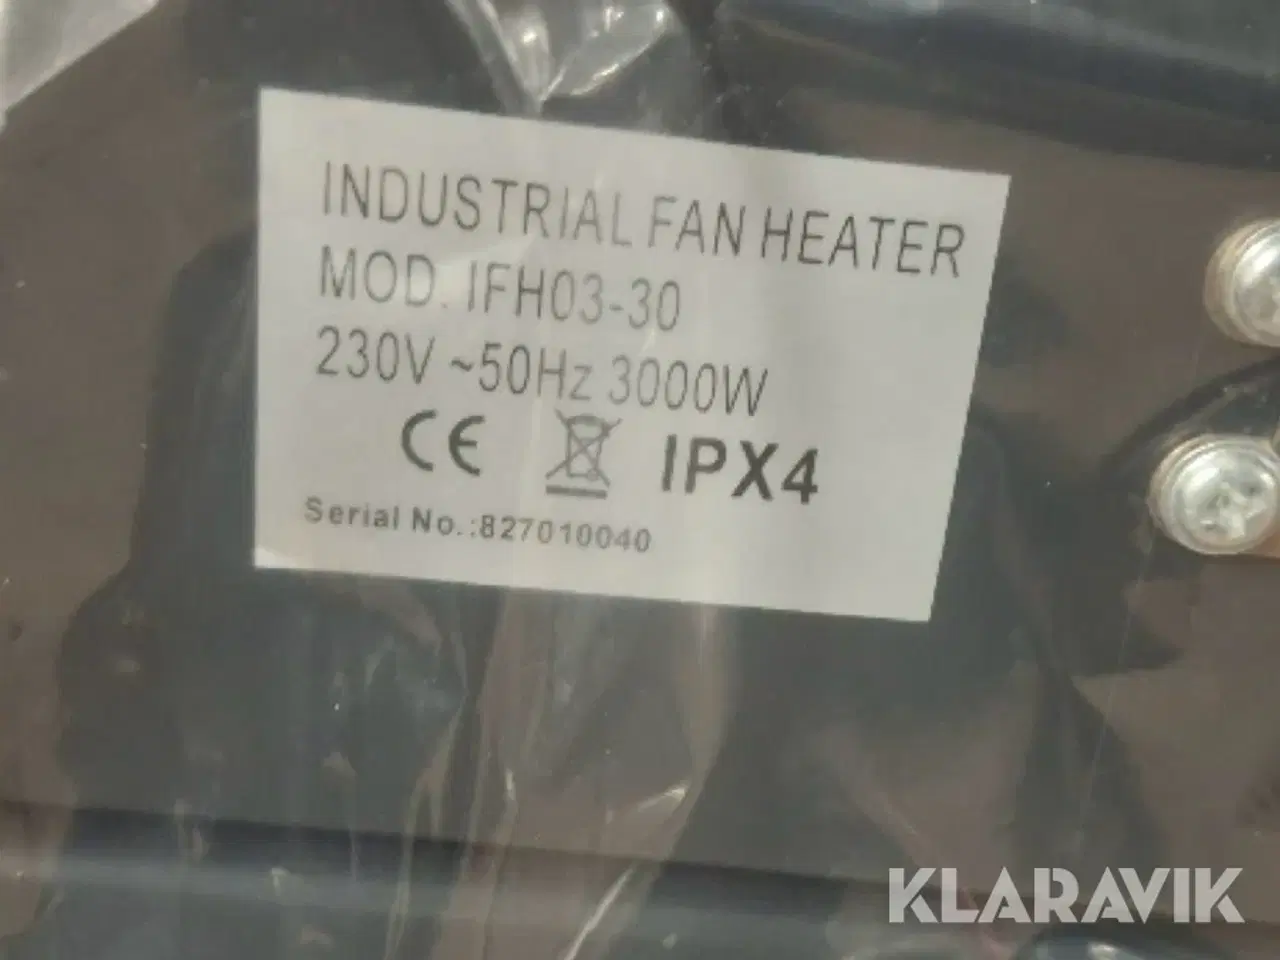 INDUSTRIAL FAN HEATER
MOD. IFH03-30
230V ~50Hz 3000W
CE IPX4
Serial No.:827010040
KLARAVIK